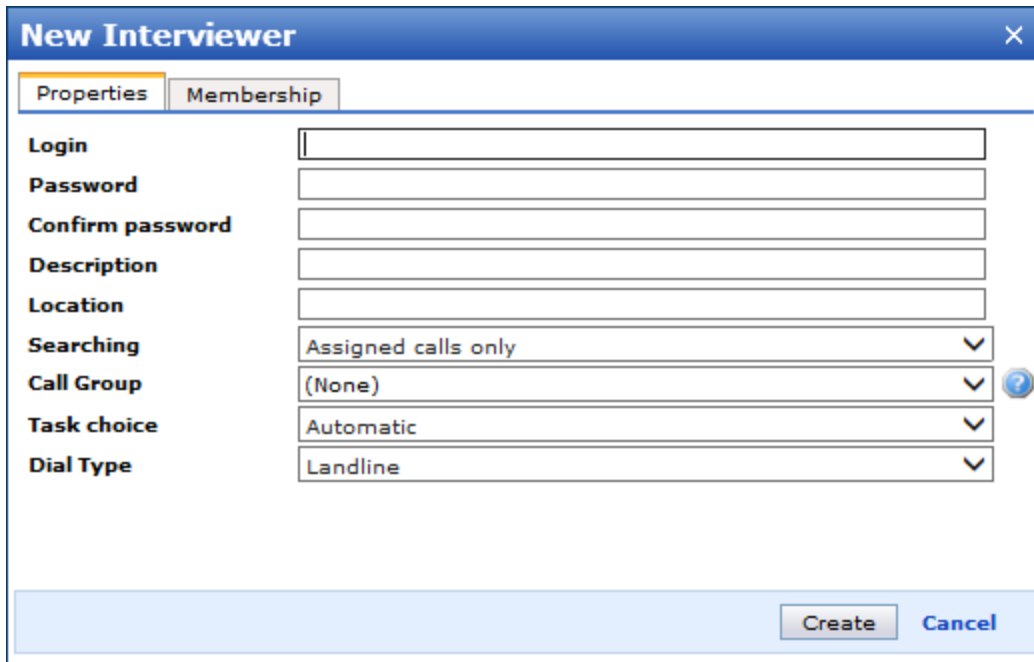 New Interviewer
Properties Membership
Login
Password
Confirm password
Description
Location
Searching Assigned calls only
Call Group (None) ?
Task choice Automatic
Dial Type Landline
Create Cancel